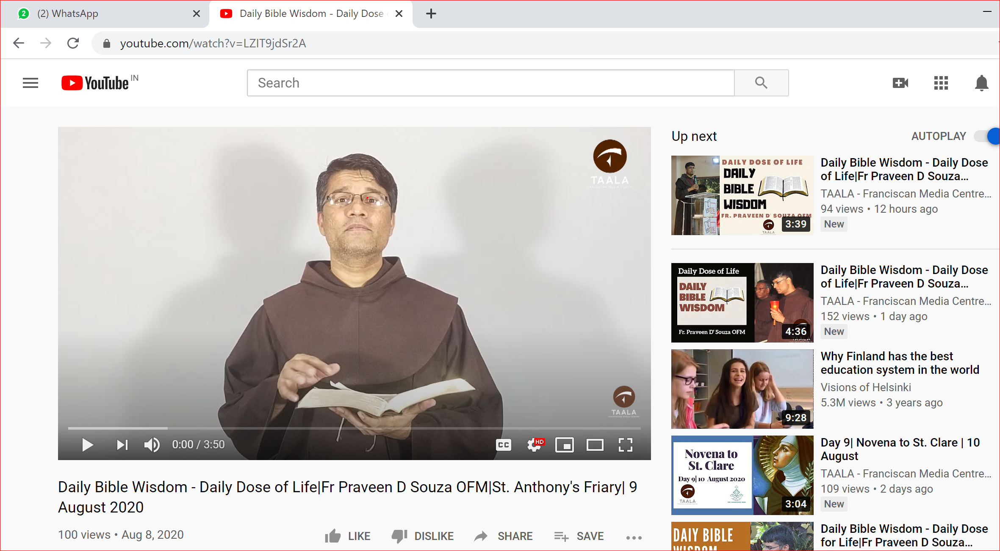 2
(2) WhatsApp
Daily Bible Wisdom - Daily Dose
youtube.com/watch?v=LZIT9jdSr2A
YouTube IN
Search
TAALA
TAALA
FRANCISCAN MEDIA CENTRE
0:00 / 3:50
CC
HD
Daily Bible Wisdom - Daily Dose of Life|Fr Praveen D Souza OFM|St. Anthony's Friary| 9
August 2020
100 views • Aug 8, 2020
LIKE
DISLIKE
SHARE
SAVE
Up next
AUTOPLAY
DAILY DOSE OF LIFE
DAILY
BIBLE
WISDOM
FR. PRAVEEN D' SOUZA OFM
TAALA
3:39
Daily Bible Wisdom - Daily Dose
of Life|Fr Praveen D Souza...
TAALA - Franciscan Media Centre...
94 views • 12 hours ago
New
Daily Dose of Life
DAILY
BIBLE
WISDOM
Fr. Praveen D' Souza OFM
TAALA
4:36
Daily Bible Wisdom - Daily Dose
of Life|Fr Praveen D Souza...
TAALA - Franciscan Media Centre...
152 views • 1 day ago
New
9:28
Why Finland has the best
education system in the world
Visions of Helsinki
5.3M views • 3 years ago
Novena to
St. Clare
Day 9| 10 August 2020
TAALA
3:04
Day 9| Novena to St. Clare | 10
August
TAALA - Franciscan Media Centre...
109 views • 2 days ago
New
DAIY BIBLE
WISDOM
Daily Bible Wisdom - Daily Dose
for Life|Fr Praveen D Souza...